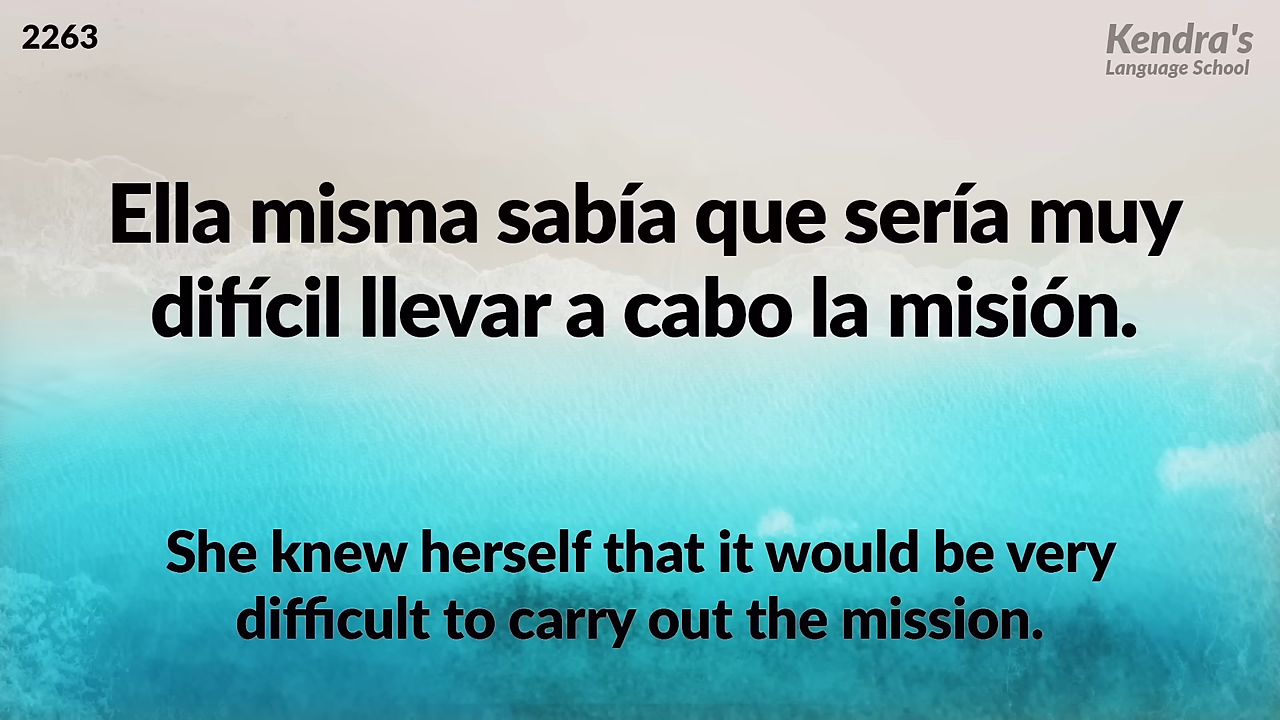 2263
Kendra's
Language School
Ella misma sabía que sería muy
difícil llevar a cabo la misión.
She knew herself that it would be very
difficult to carry out the mission.